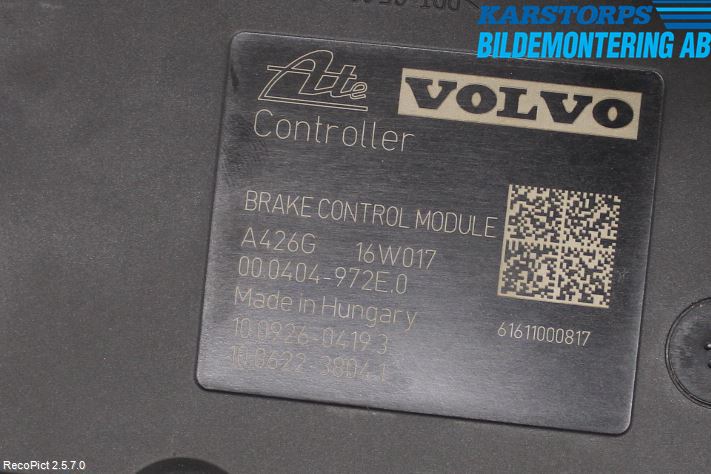 KARSTORPS
BILDEMONTERING AB
Ate VOLVO
Controller
BRAKE CONTROL MODULE
A426G 16W017
00.0404-972E.0
Made in Hungary
10.0926-0419.3
10.0622-3804.1
61611000817
RecoPict 2.5.7.0